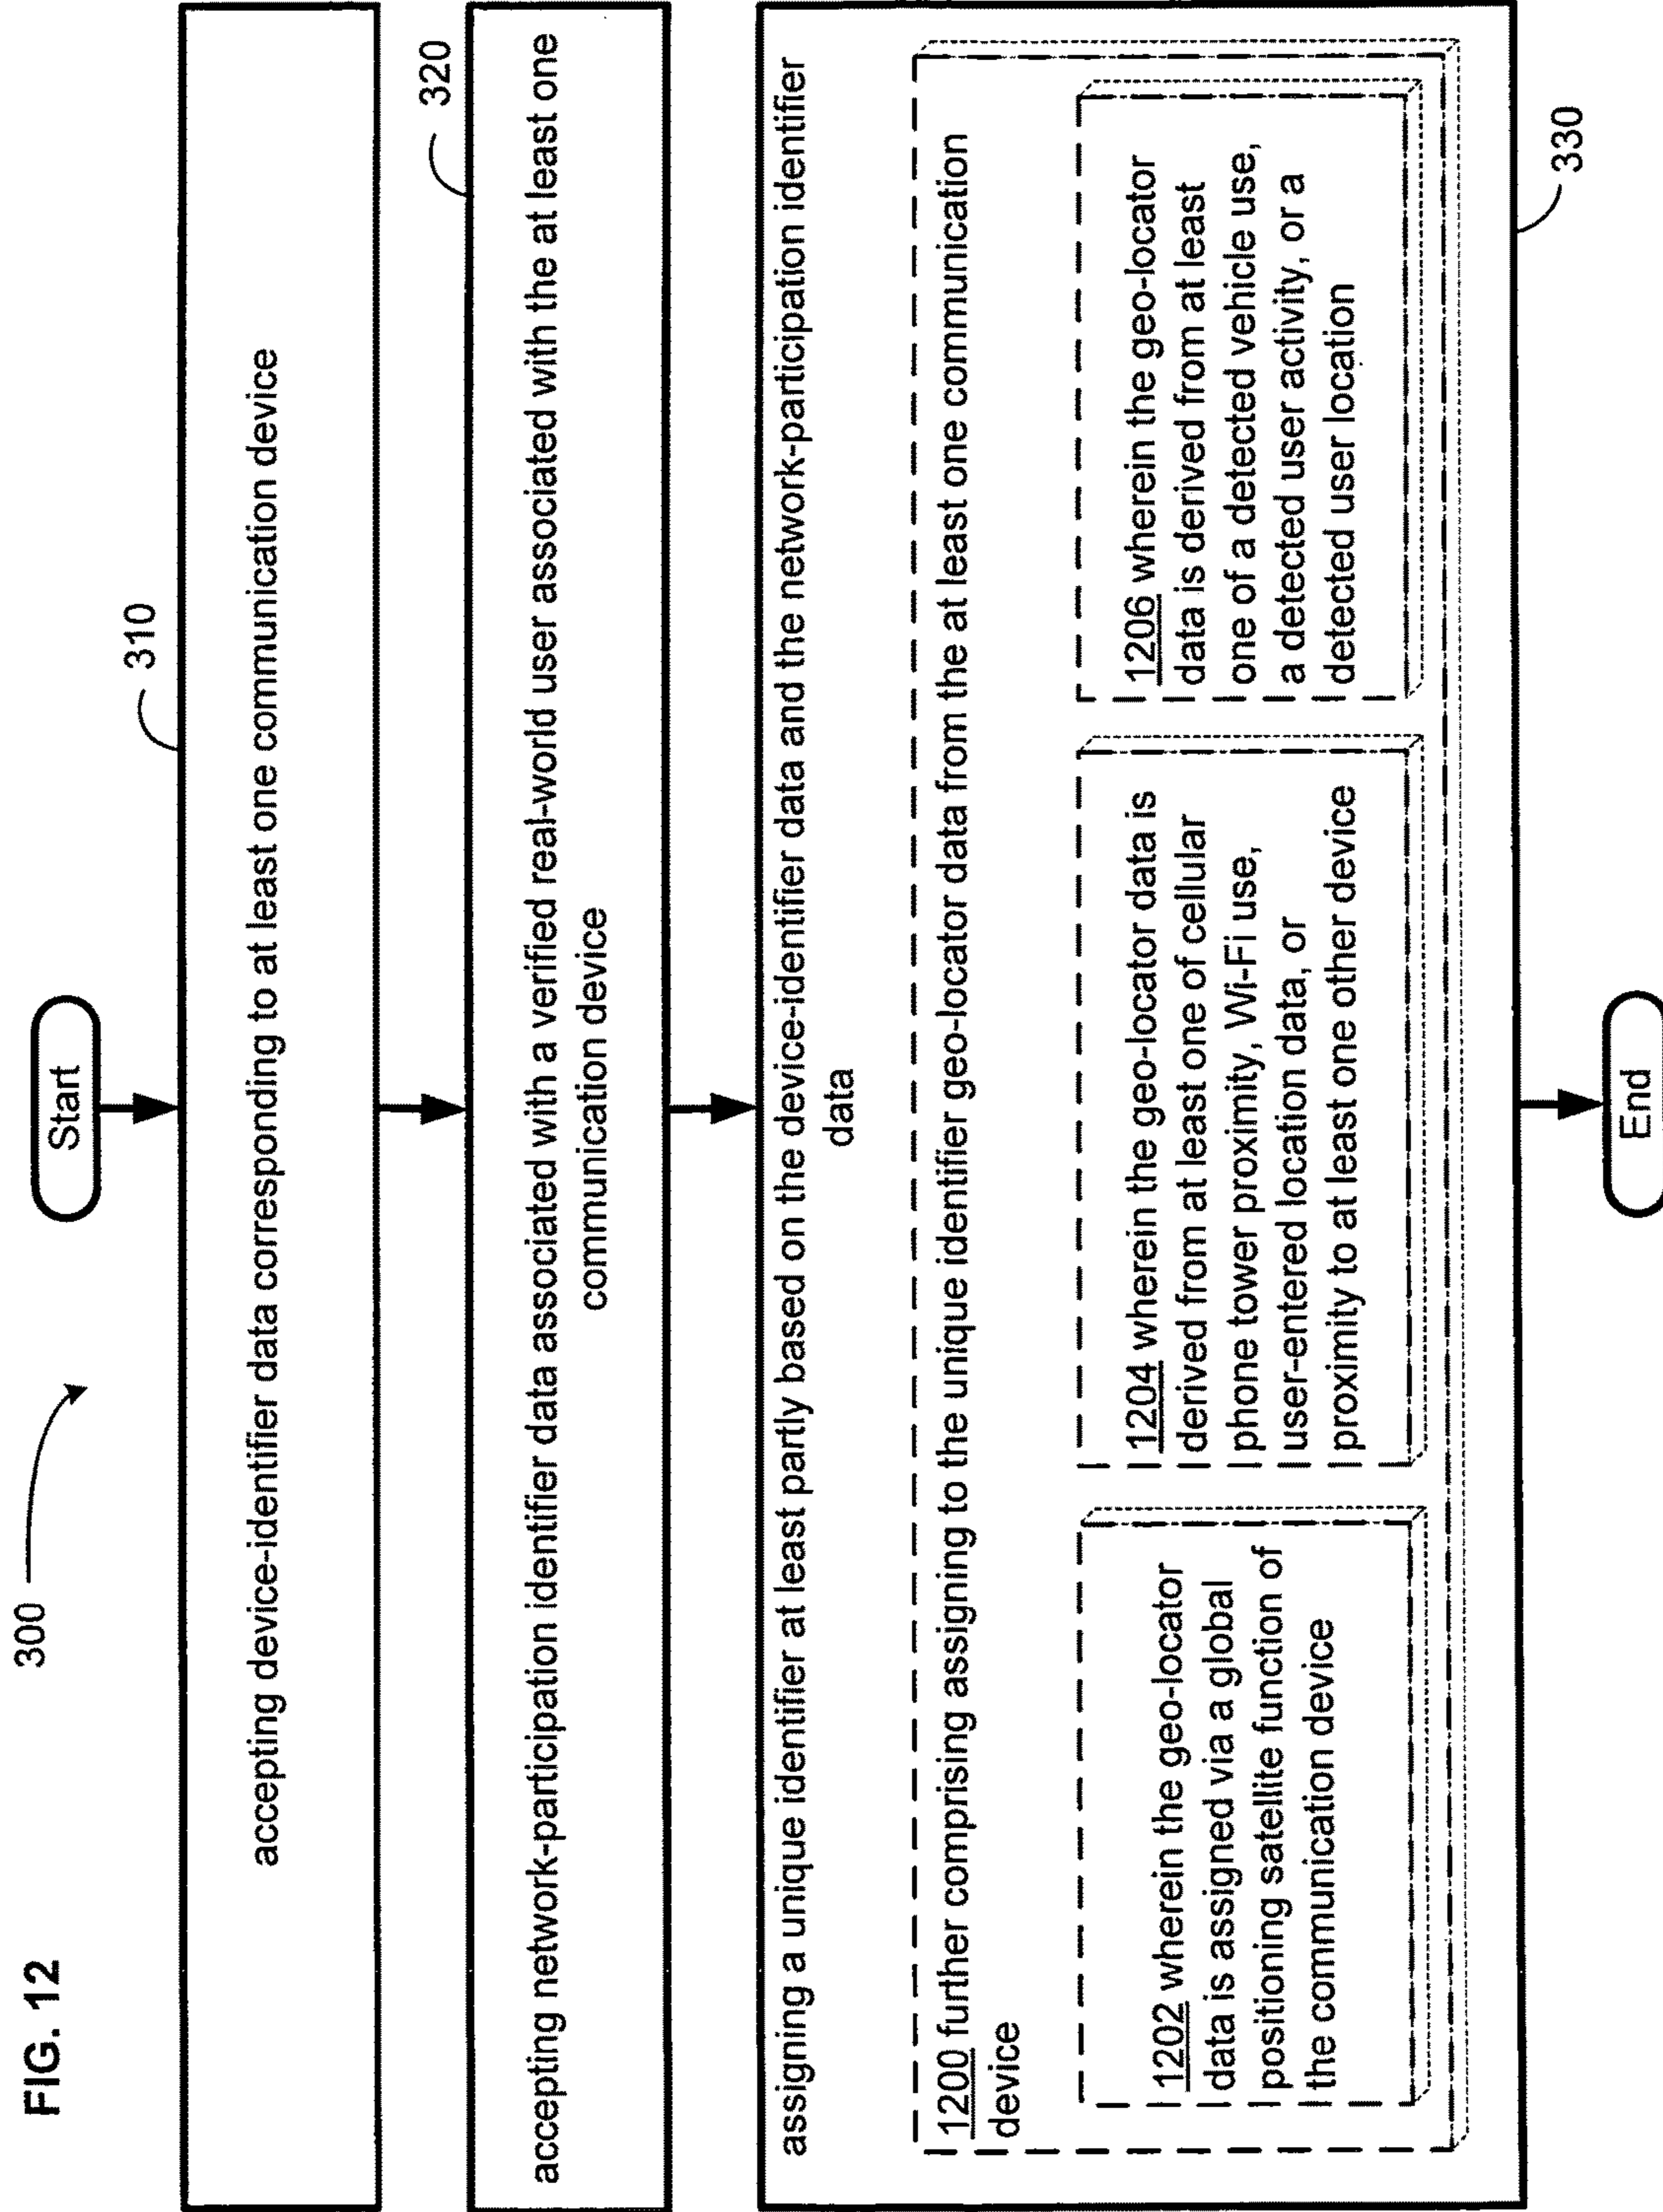 FIG. 12
300
Start
310
accepting device-identifier data corresponding to at least one communication device
320
accepting network-participation identifier data associated with a verified real-world user associated with the at least one
communication device
assigning a unique identifier at least partly based on the device-identifier data and the network-participation identifier
data
1200 further comprising assigning to the unique identifier geo-locator data from the at least one communication
device
1202 wherein the geo-locator
data is assigned via a global
positioning satellite function of
the communication device
1204 wherein the geo-locator data is
derived from at least one of cellular
phone tower proximity, Wi-Fi use,
user-entered location data, or
proximity to at least one other device
1206 wherein the geo-locator
data is derived from at least
one of a detected vehicle use,
a detected user activity, or a
detected user location
330
End